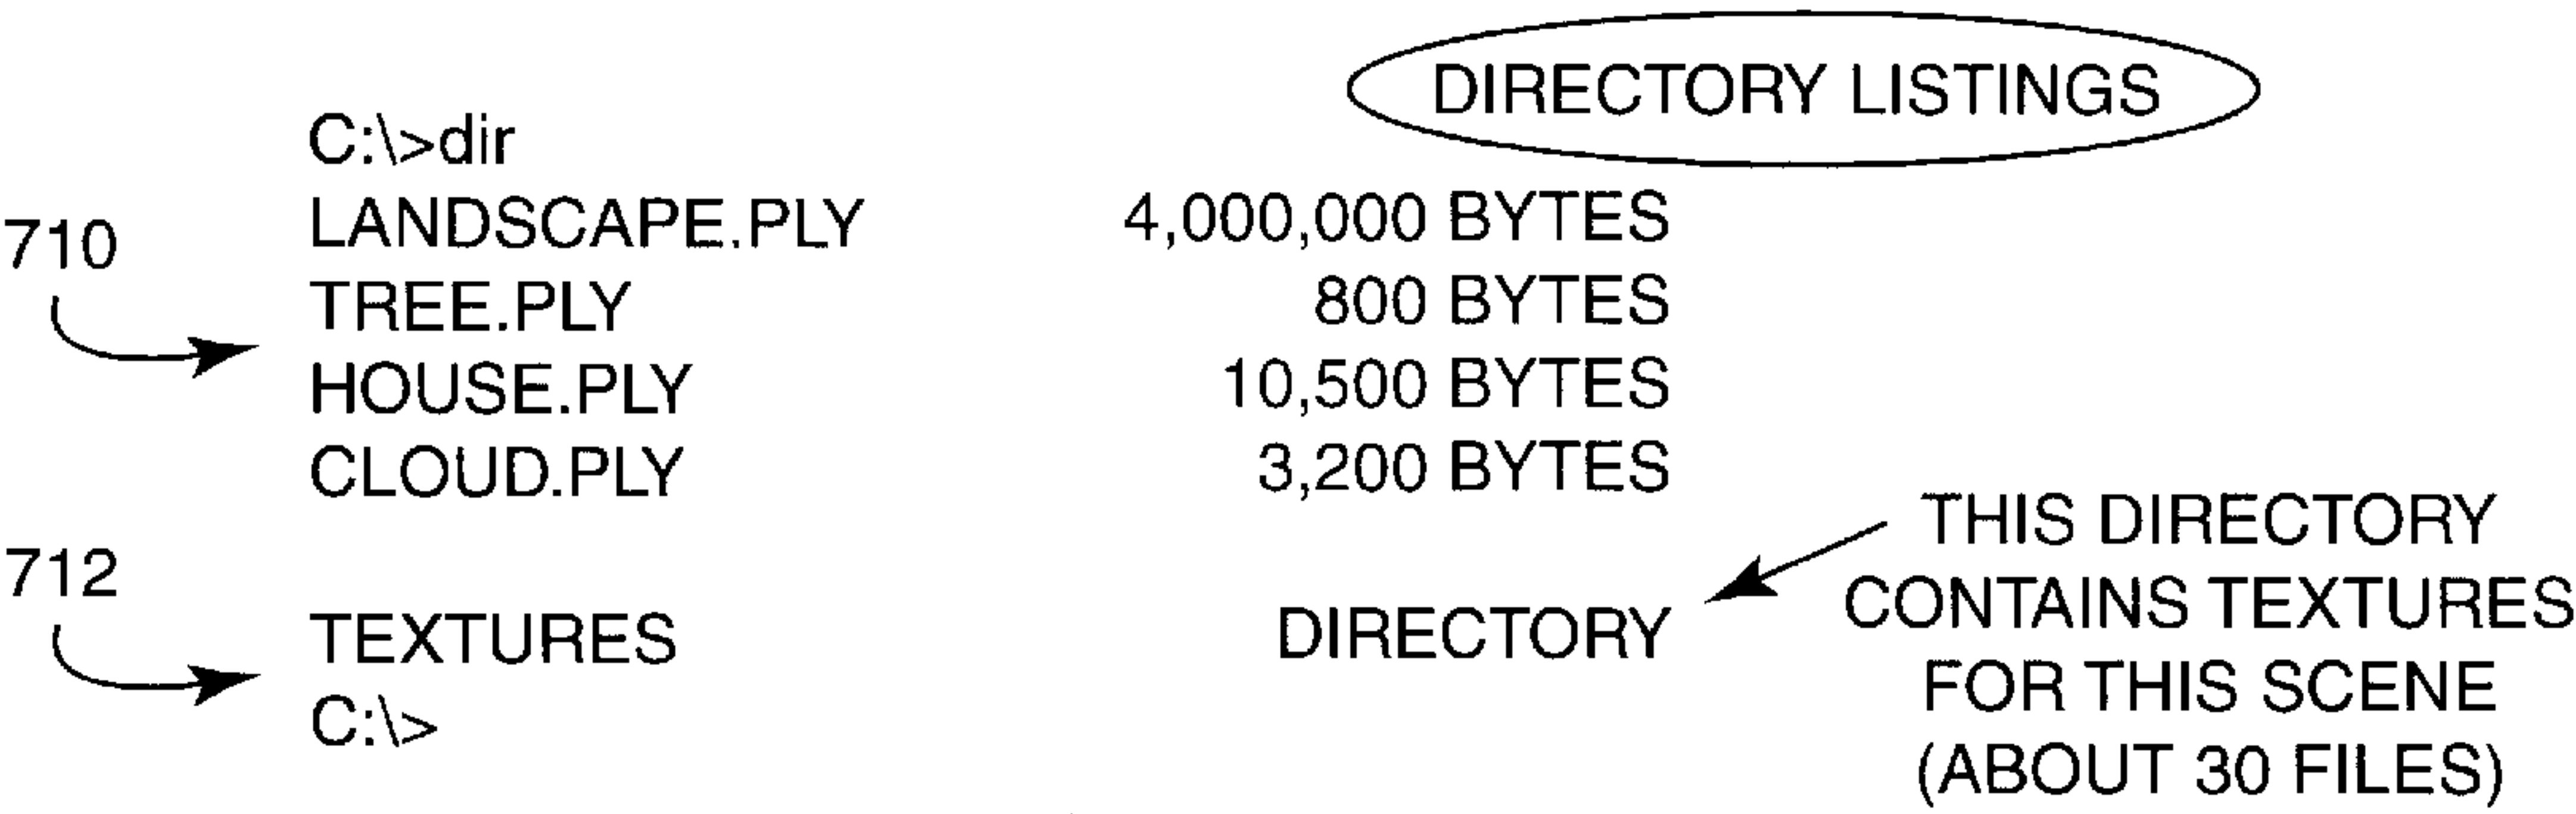 DIRECTORY LISTINGS
C:\>dir
LANDSCAPE.PLY 4,000,000 BYTES
710
TREE.PLY 800 BYTES
HOUSE.PLY 10,500 BYTES
CLOUD.PLY 3,200 BYTES
712
TEXTURES DIRECTORY
C:\>
THIS DIRECTORY
CONTAINS TEXTURES
FOR THIS SCENE
(ABOUT 30 FILES)